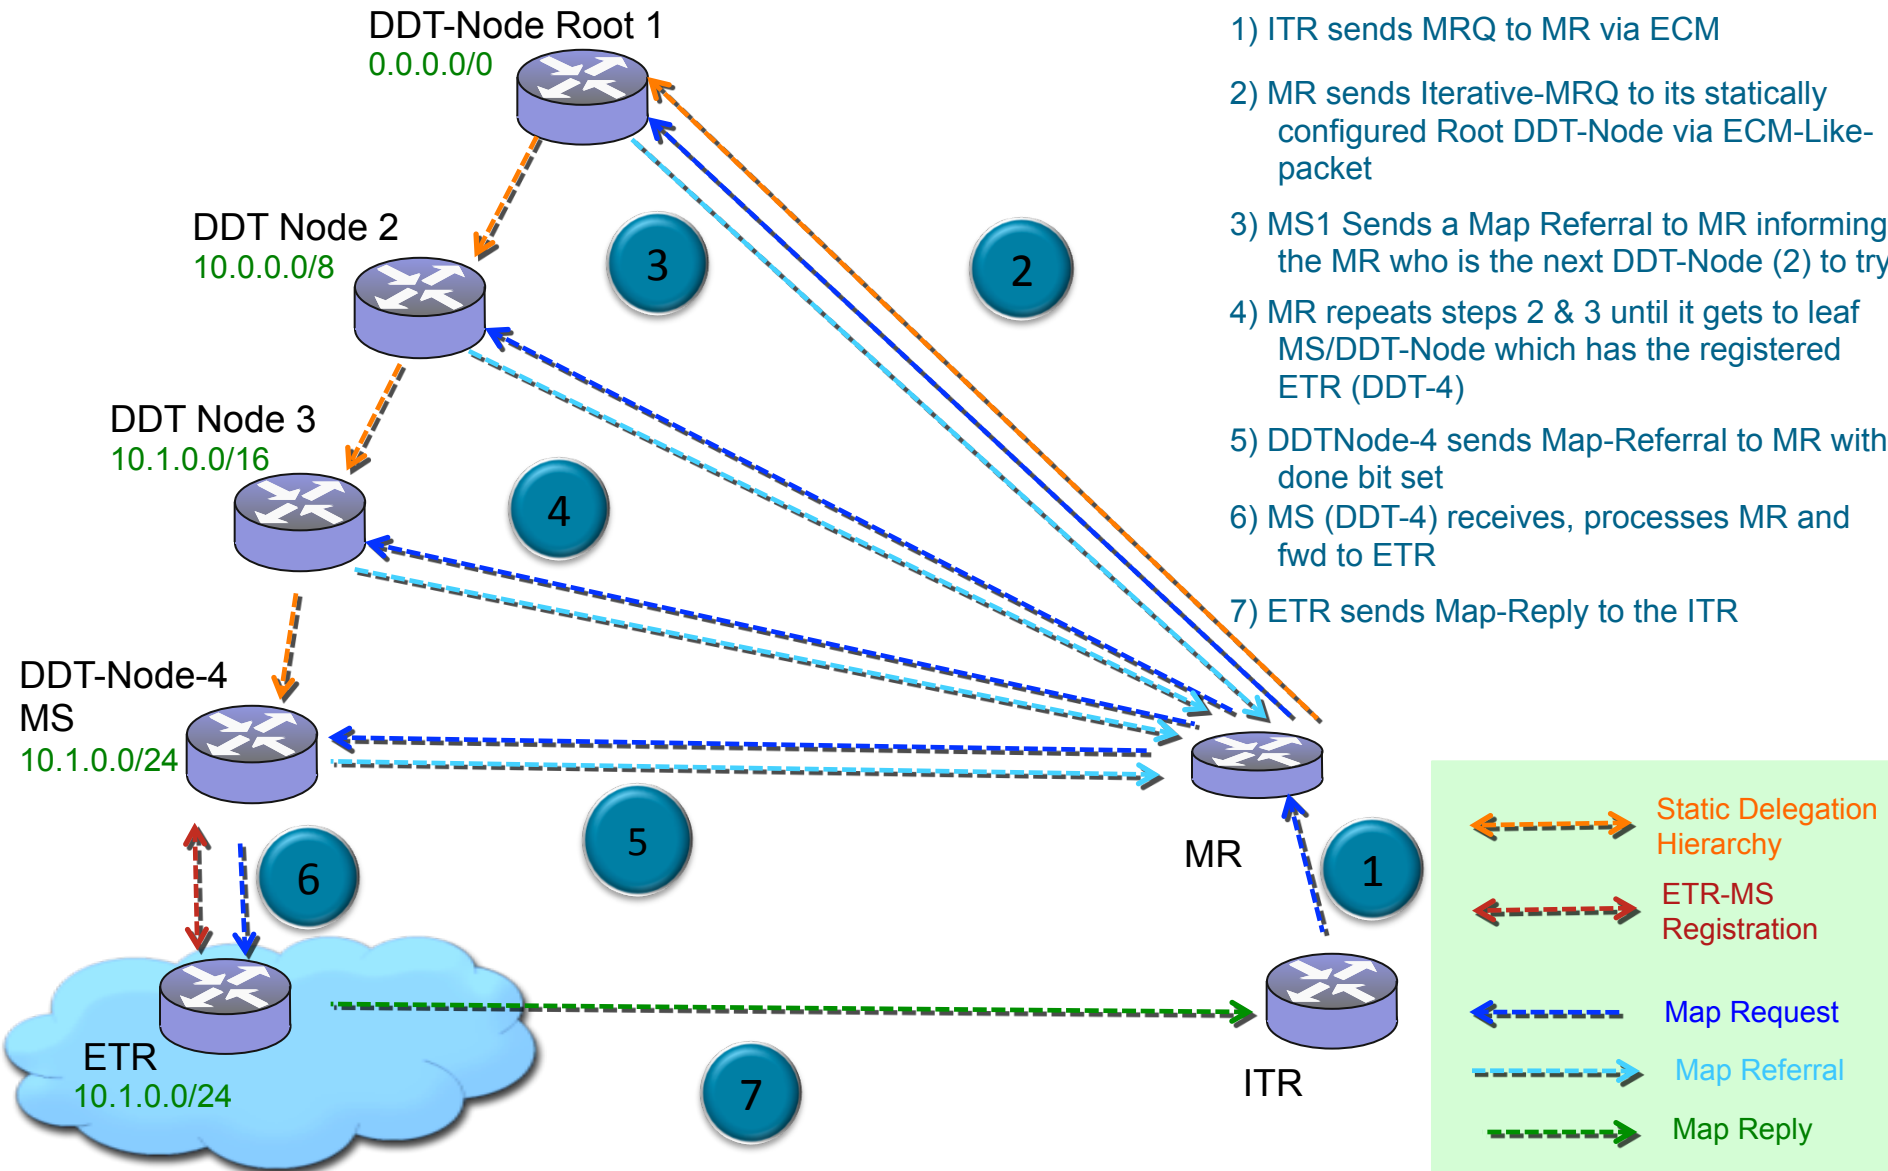 DDT-Node Root 1
0.0.0.0/0
1) ITR sends MRQ to MR via ECM
2) MR sends Iterative-MRQ to its statically
configured Root DDT-Node via ECM-Like-
packet
3) MS1 Sends a Map Referral to MR informing
the MR who is the next DDT-Node (2) to try
4) MR repeats steps 2 & 3 until it gets to leaf
MS/DDT-Node which has the registered
ETR (DDT-4)
5) DDTNode-4 sends Map-Referral to MR with
done bit set
6) MS (DDT-4) receives, processes MR and
fwd to ETR
7) ETR sends Map-Reply to the ITR
DDT Node 2
10.0.0.0/8
3
2
DDT Node 3
10.1.0.0/16
4
DDT-Node-4
MS
10.1.0.0/24
5
6
MR
1
ETR
10.1.0.0/24
7
ITR
Static Delegation
Hierarchy
ETR-MS
Registration
Map Request
Map Referral
Map Reply